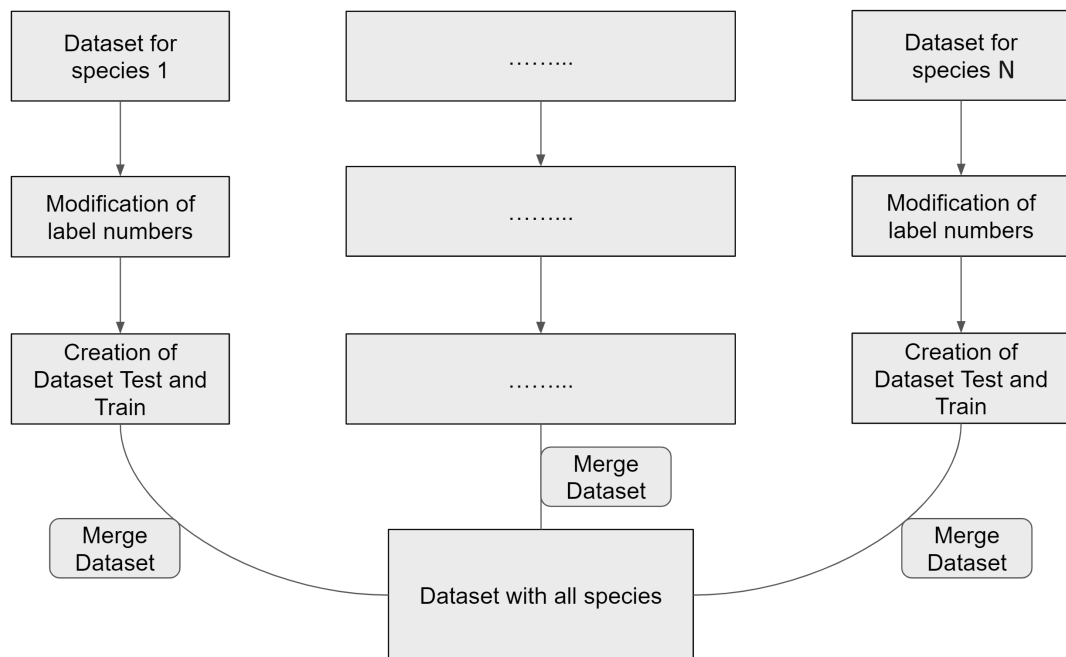 Dataset for
species 1
………...
Dataset for
species N
Modification of
label numbers
………...
Modification of
label numbers
Creation of
Dataset Test and
Train
………...
Creation of
Dataset Test and
Train
Merge
Dataset
Merge
Dataset
Merge
Dataset
Dataset with all species